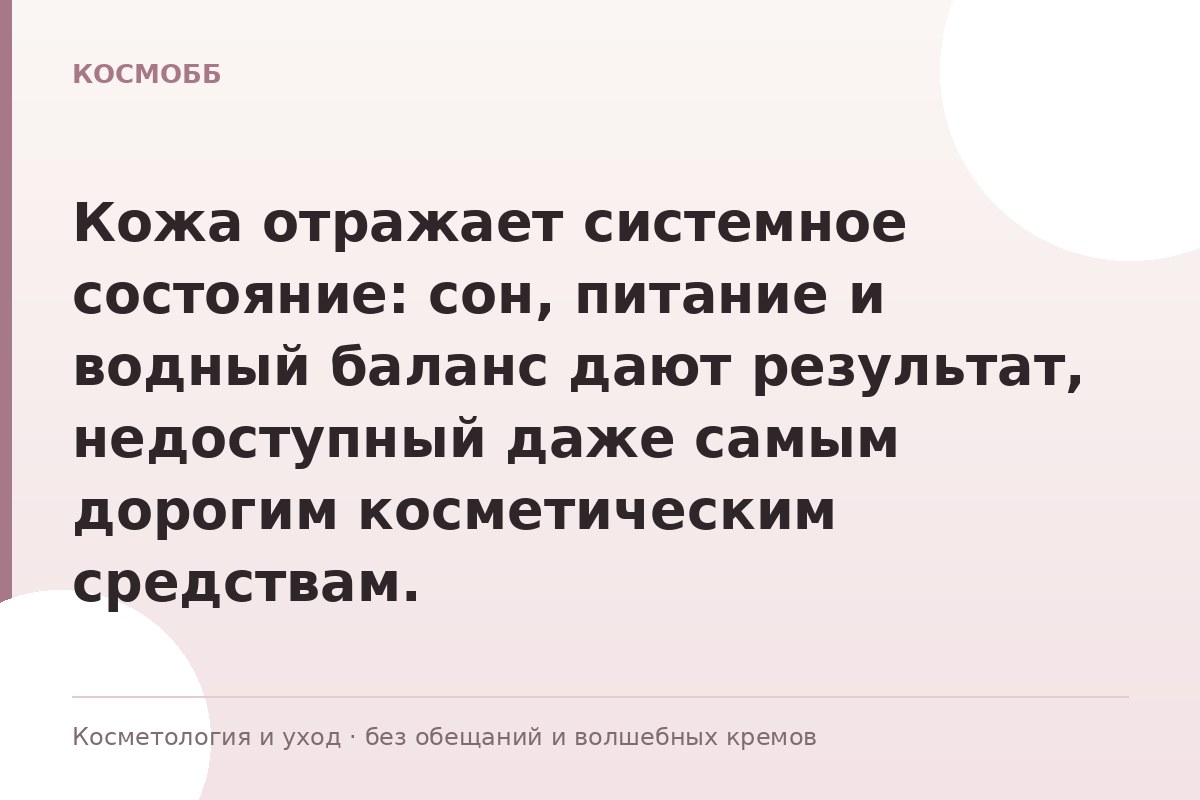 КОСМОББ
Кожа отражает системное
состояние: сон, питание и
водный баланс дают результат,
недоступный даже самым
дорогим косметическим
средствам.
Косметология и уход · без обещаний и волшебных кремов